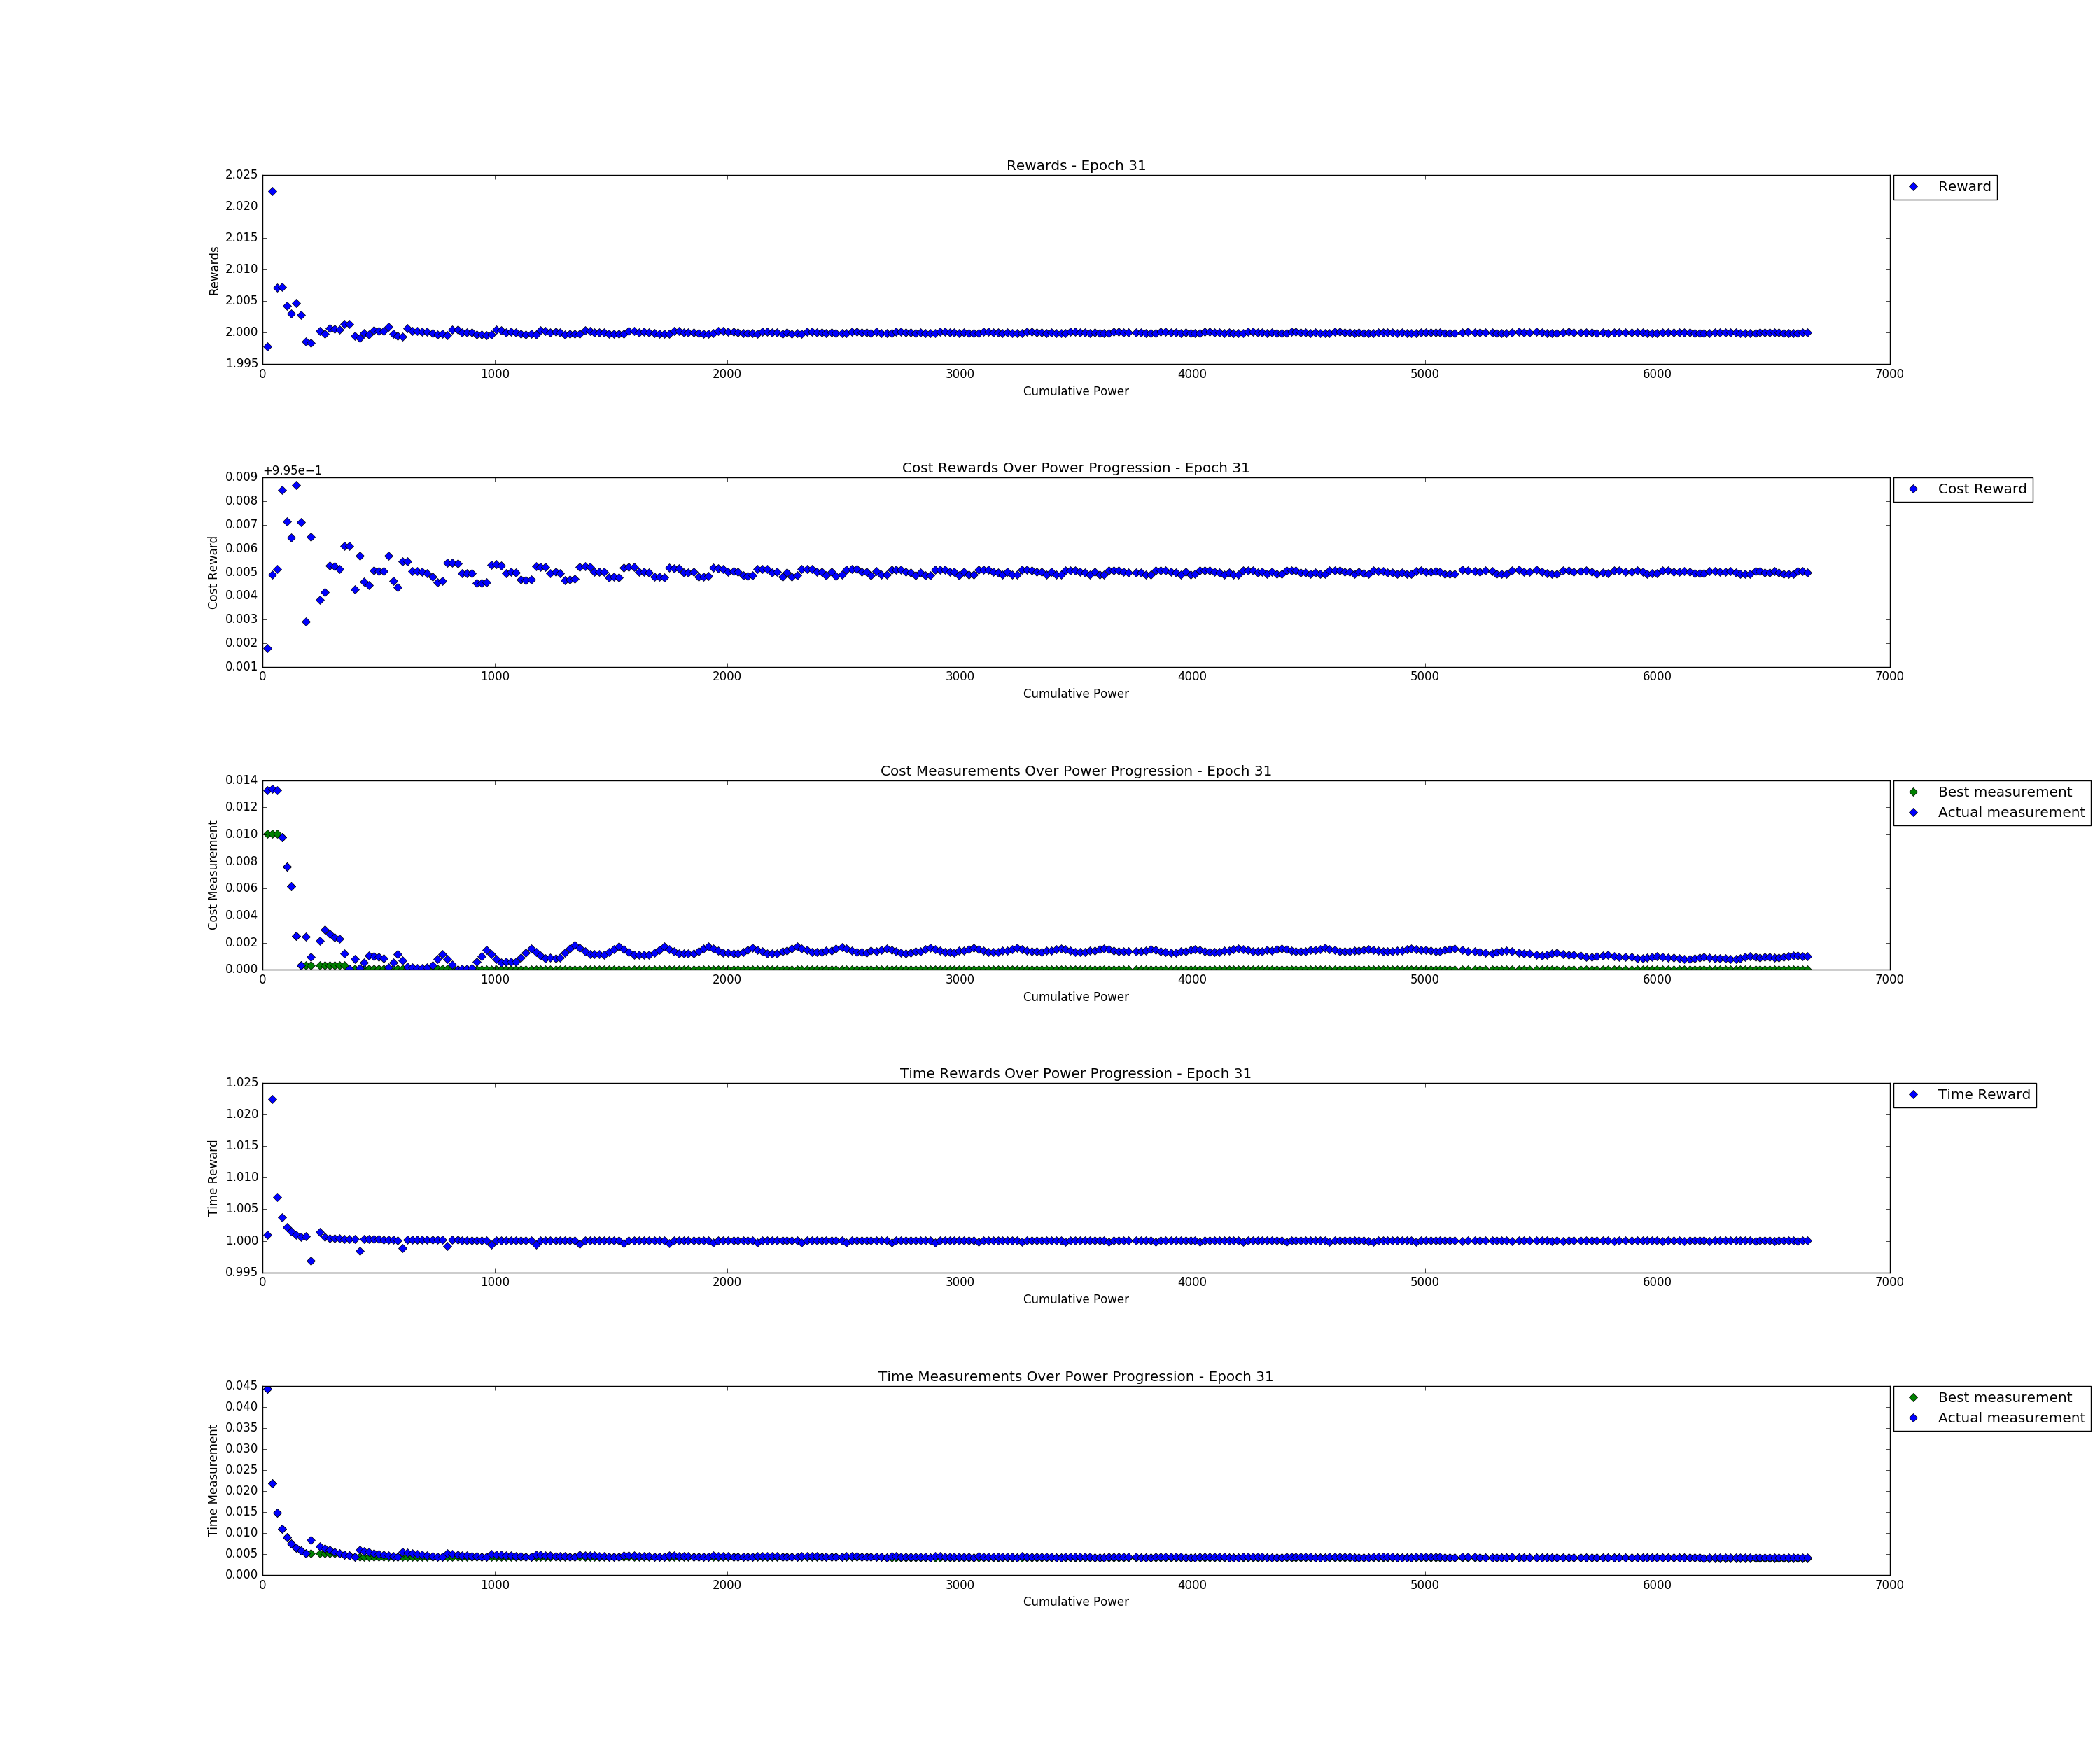 Rewards - Epoch 31
2.025
2.020
2.015
2.010
2.005
2.000
1.995
Rewards
0 1000 2000 3000 4000 5000 6000 7000
Cumulative Power
Reward
Cost Rewards Over Power Progression - Epoch 31
+9.95e−1
0.009
0.008
0.007
0.006
0.005
0.004
0.003
0.002
0.001
Cost Reward
0 1000 2000 3000 4000 5000 6000 7000
Cumulative Power
Cost Reward
Cost Measurements Over Power Progression - Epoch 31
0.014
0.012
0.010
0.008
0.006
0.004
0.002
0.000
Cost Measurement
0 1000 2000 3000 4000 5000 6000 7000
Cumulative Power
Best measurement
Actual measurement
Time Rewards Over Power Progression - Epoch 31
1.025
1.020
1.015
1.010
1.005
1.000
0.995
Time Reward
0 1000 2000 3000 4000 5000 6000 7000
Cumulative Power
Time Reward
Time Measurements Over Power Progression - Epoch 31
0.045
0.040
0.035
0.030
0.025
0.020
0.015
0.010
0.005
0.000
Time Measurement
0 1000 2000 3000 4000 5000 6000 7000
Cumulative Power
Best measurement
Actual measurement